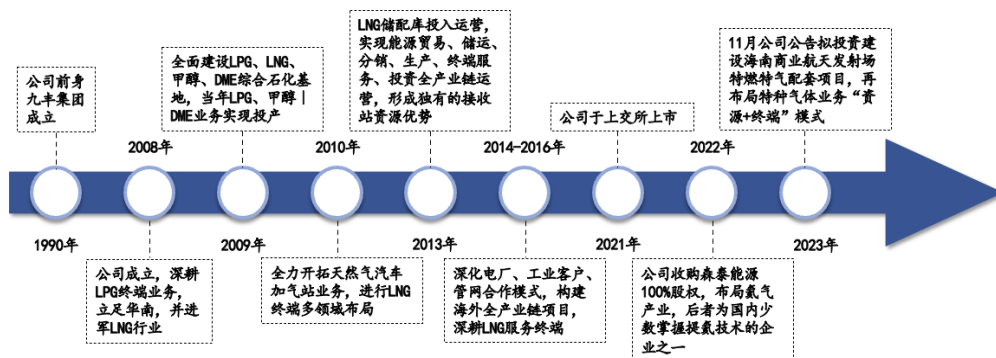 公司前身
九丰集团
成立
1990年
2008年
公司成立，深耕
LPG终端业务，
立足华南，并进
军LNG行业
全面建设LPG、LNG、
甲醇、DME综合石化基
地，当年LPG、甲醇|
DME业务实现投产
2009年
2010年
全力开拓天然气汽车
加气站业务，进行LNG
终端多领域布局
LNG储配库投入运营，
实现能源贸易、储运、
分销、生产、终端服
务、投资全产业链运
营，形成独有的接收
站资源优势
2013年
2014-2016年
深化电厂、工业客户、
管网合作模式，构建
海外全产业链项目，
深耕LNG服务终端
公司于上交所上市
2021年
2022年
公司收购森泰能源
100%股权，布局氦气
产业，后者为国内少
数掌握提氦技术的企
业之一
11月公司公告拟投资建
设海南商业航天发射场
特燃特气配套项目，再
布局特种气体业务“资
源+终端”模式
2023年